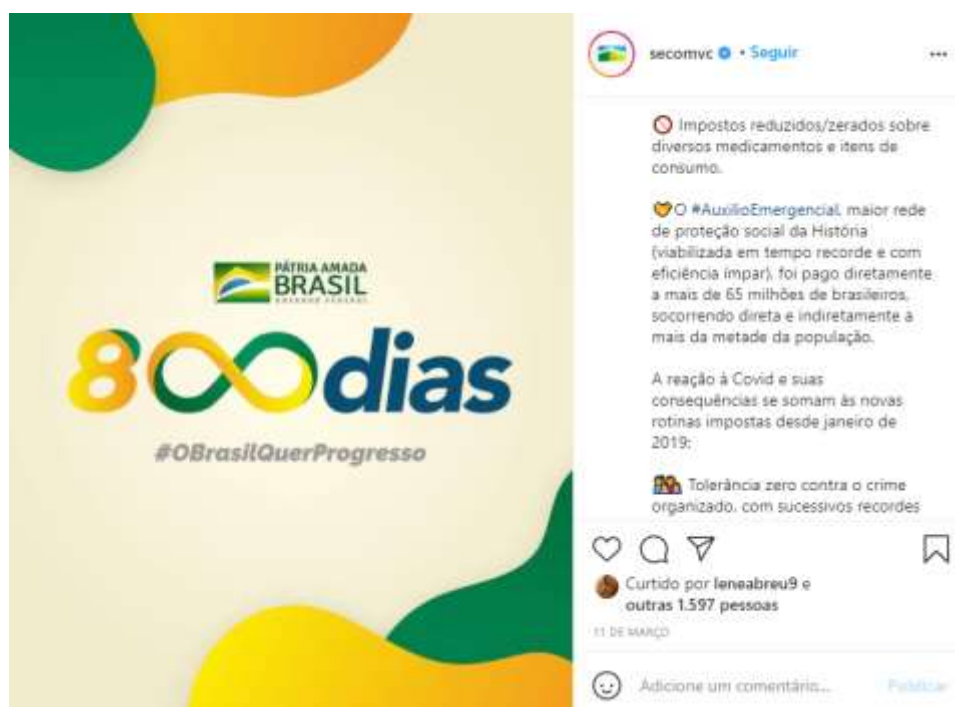 PÁTRIA AMADA
BRASIL
GOVERNO FEDERAL
800dias
#OBrasilQuerProgresso
secomvc • Seguir
Impostos reduzidos/zerados sobre
diversos medicamentos e itens de
consumo.
O #AuxílioEmergencial, maior rede
de proteção social da História
(viabilizada em tempo recorde e com
eficiência ímpar), foi pago diretamente
a mais de 65 milhões de brasileiros,
socorrendo direta e indiretamente a
mais da metade da população.
A reação à Covid e suas
consequências se somam às novas
rotinas impostas desde janeiro de
2019:
Tolerância zero contra o crime
organizado, com sucessivos recordes
Curtido por leneabreu9 e
outras 1.597 pessoas
11 DE MARÇO
Adicione um comentário... Publicar